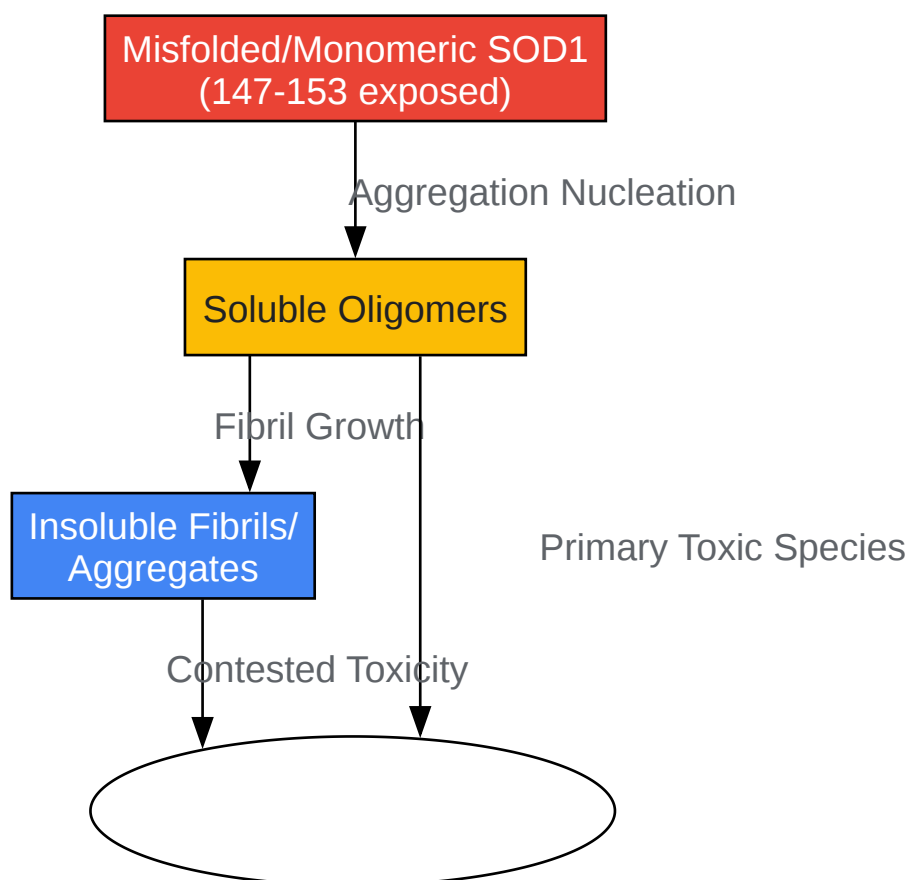 Misfolded/Monomeric SOD1
(147-153 exposed)
Aggregation Nucleation
Soluble Oligomers
Fibril Growth
Insoluble Fibrils/
Aggregates
Primary Toxic Species
Contested Toxicity